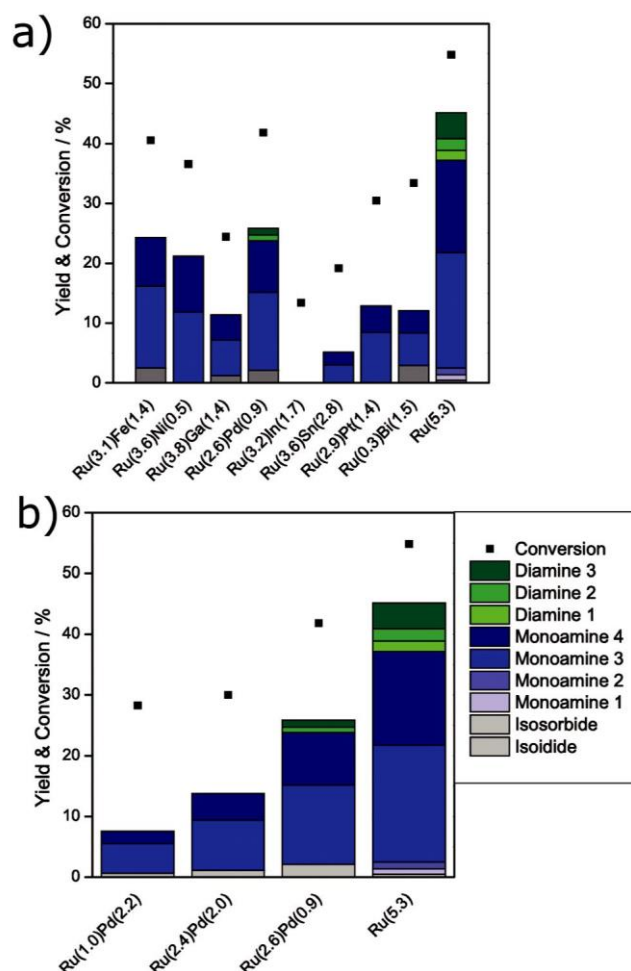 a)
Yield & Conversion / %
60
50
40
30
20
10
0
Ru(3.1)Fe(1.4)
Ru(3.6)Ni(0.5)
Ru(3.8)Ga(1,4)
Ru(2.6)Pd(0.9)
Ru(3.2)In(1.7)
Ru(3.6)Sn(2.8)
Ru(2.9)Pt(1.4)
Ru(0.3)Bi(1.5)
Ru(5.3)
b)
Yield & Conversion / %
60
50
40
30
20
10
0
Ru(1.0)Pd(2.2)
Ru(2.4)Pd(2.0)
Ru(2.6)Pd(0.9)
Ru(5.3)
Conversion
Diamine 3
Diamine 2
Diamine 1
Monoamine 4
Monoamine 3
Monoamine 2
Monoamine 1
Isosorbide
Isoidide